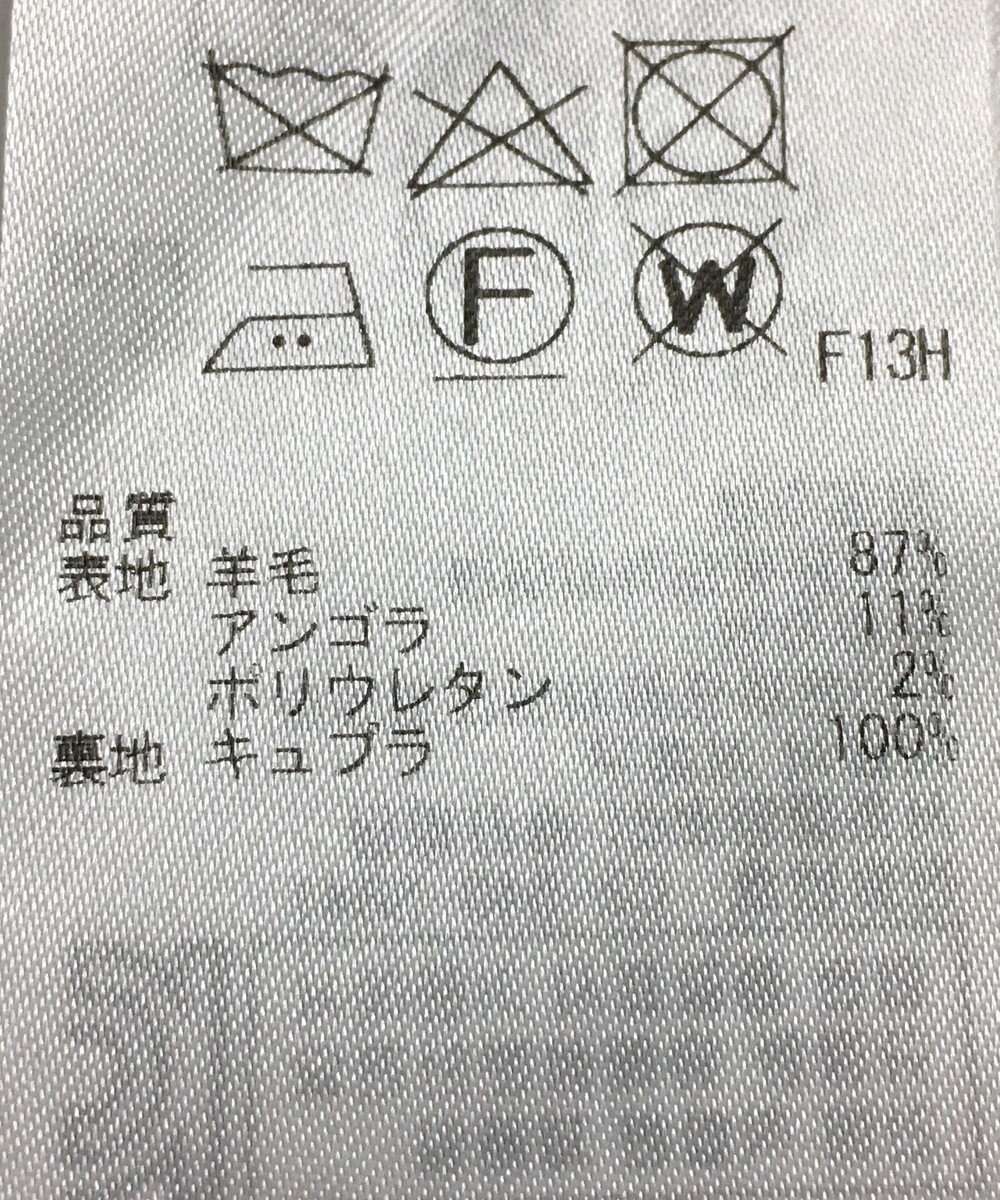 F W F13H
品質
表地 羊毛 87%
アンゴラ 11%
ポリウレタン 2%
裏地 キュプラ 100%